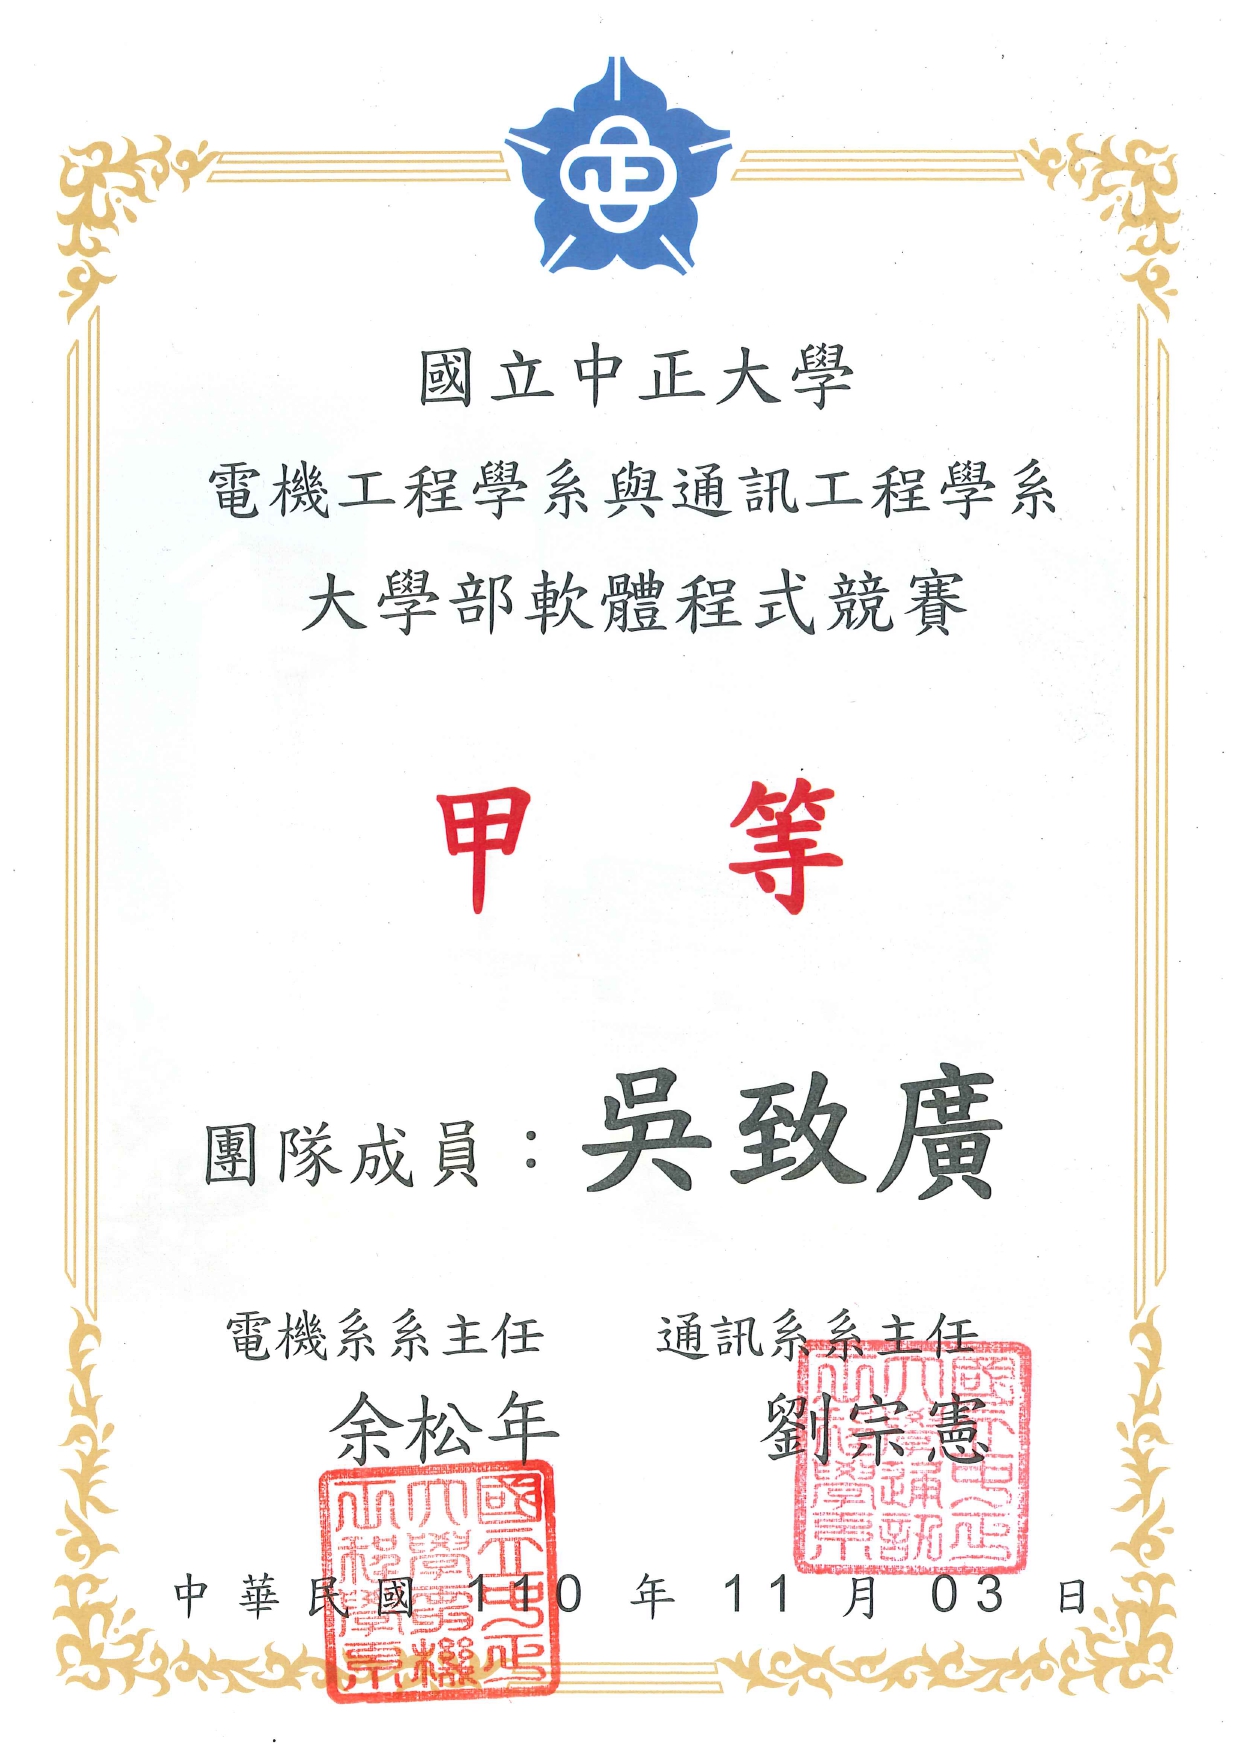 國立中正大學
電機工程學系與通訊工程學系
大學部軟體程式競賽
甲 等
團隊成員：吳致廣
電機系系主任 通訊系系主任
余松年 劉宗憲
國立中正大學電機工程學系
國立中正大學通訊工程學系
中華民國 110 年 11 月 03 日